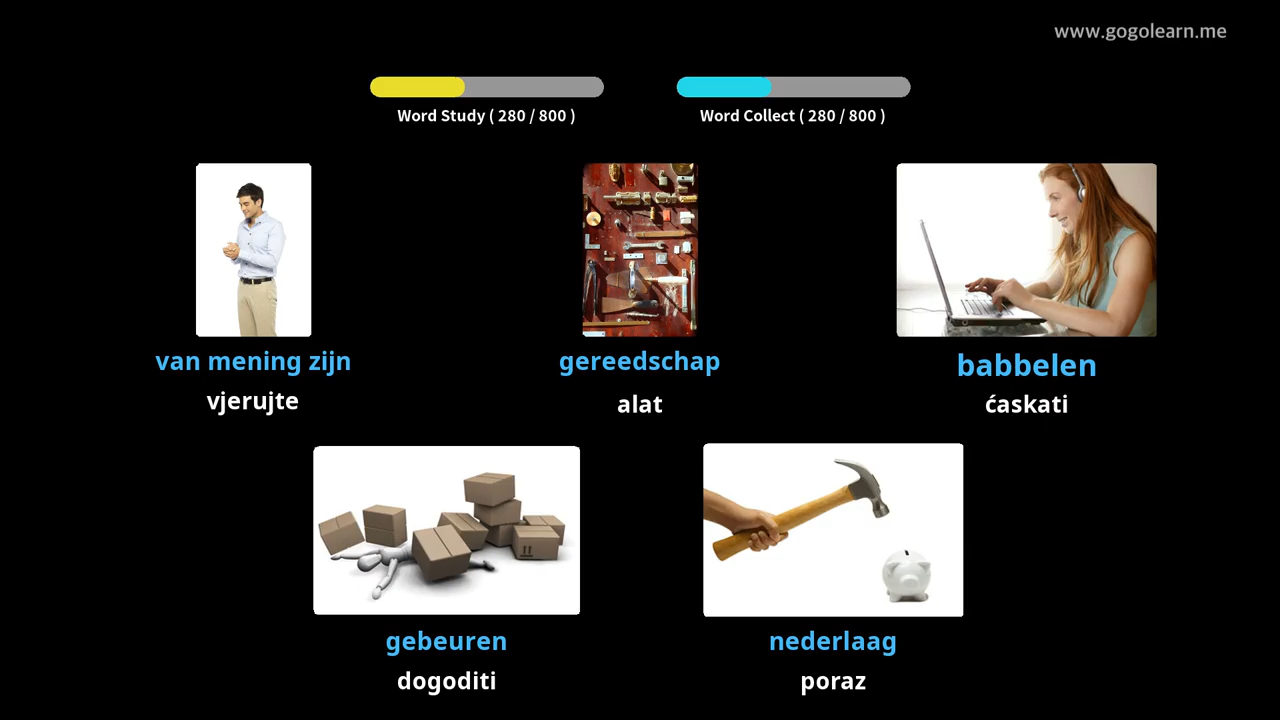 www.gogolearn.me
Word Study ( 280 / 800 )
Word Collect ( 280 / 800 )
van mening zijn
vjerujte
gereedschap
alat
babbelen
ćaskati
gebeuren
dogoditi
nederlaag
poraz